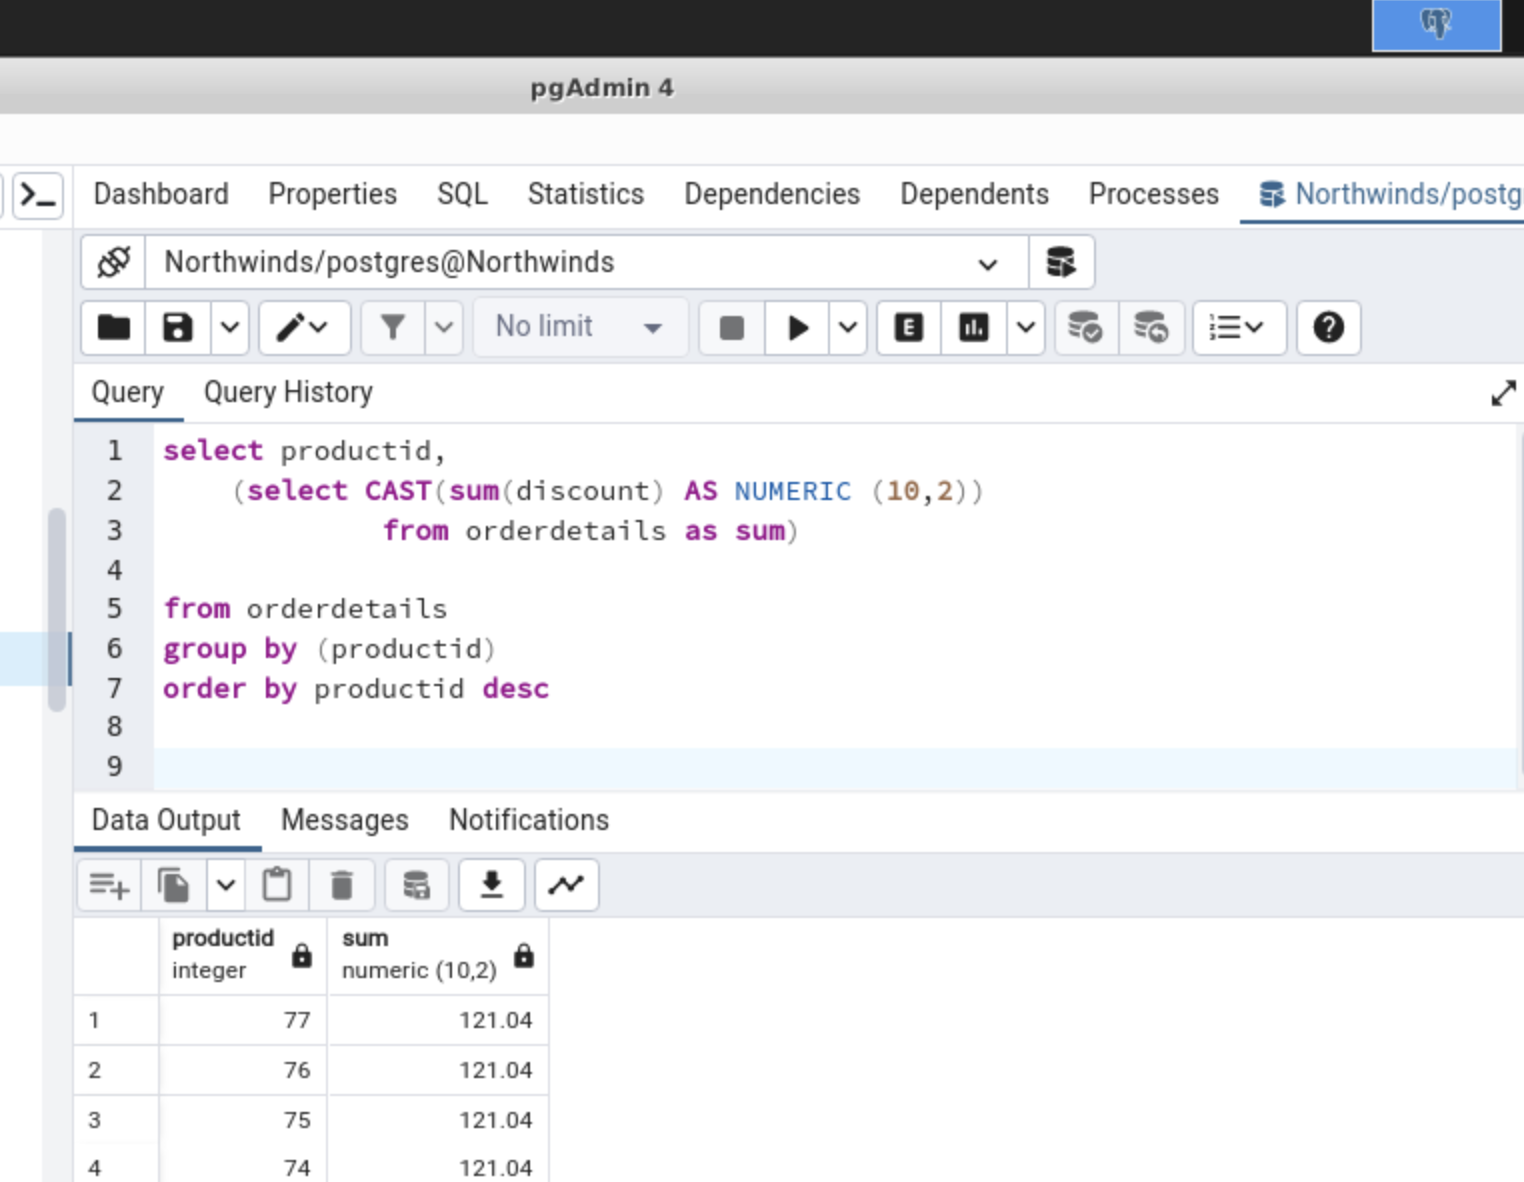 pgAdmin 4
Dashboard Properties SQL Statistics Dependencies Dependents Processes Northwinds/postg
Northwinds/postgres@Northwinds
No limit
E
Query Query History
1 select productid,
2 (select CAST(sum(discount) AS NUMERIC (10,2))
3 from orderdetails as sum)
4
5 from orderdetails
6 group by (productid)
7 order by productid desc
8
9
Data Output Messages Notifications
productid sum
integer numeric (10,2)
1 77 121.04
2 76 121.04
3 75 121.04
4 74 121.04